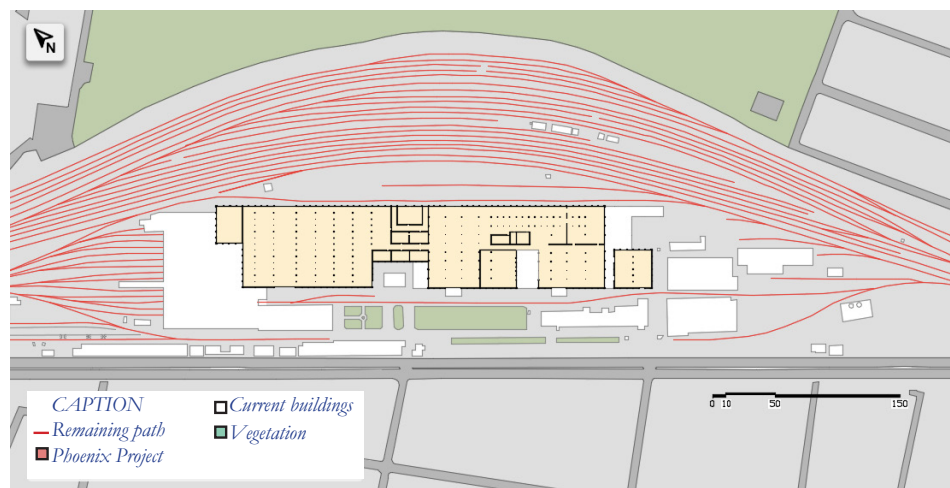 N
CAPTION
Remaining path
Phoenix Project
Current buildings
Vegetation
0 10 50 150